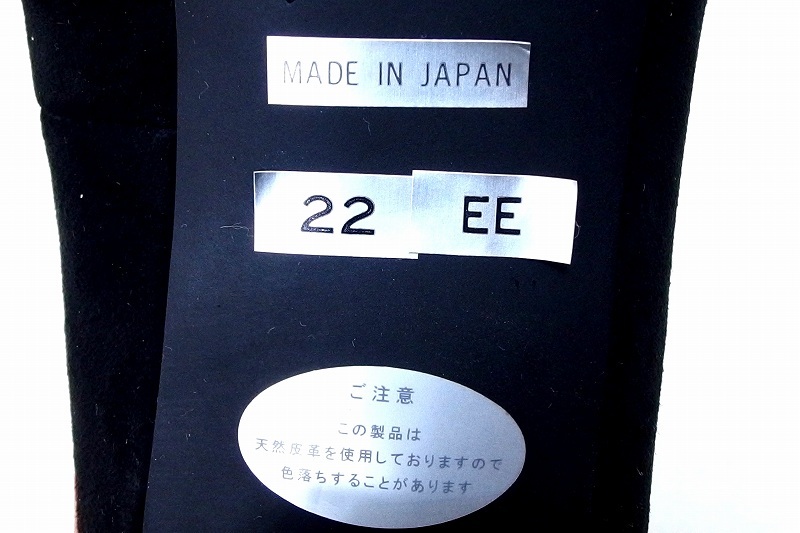 MADE IN JAPAN
22 EE
ご注意
この製品は
天然皮革を使用しておりますので
色落ちすることがあります